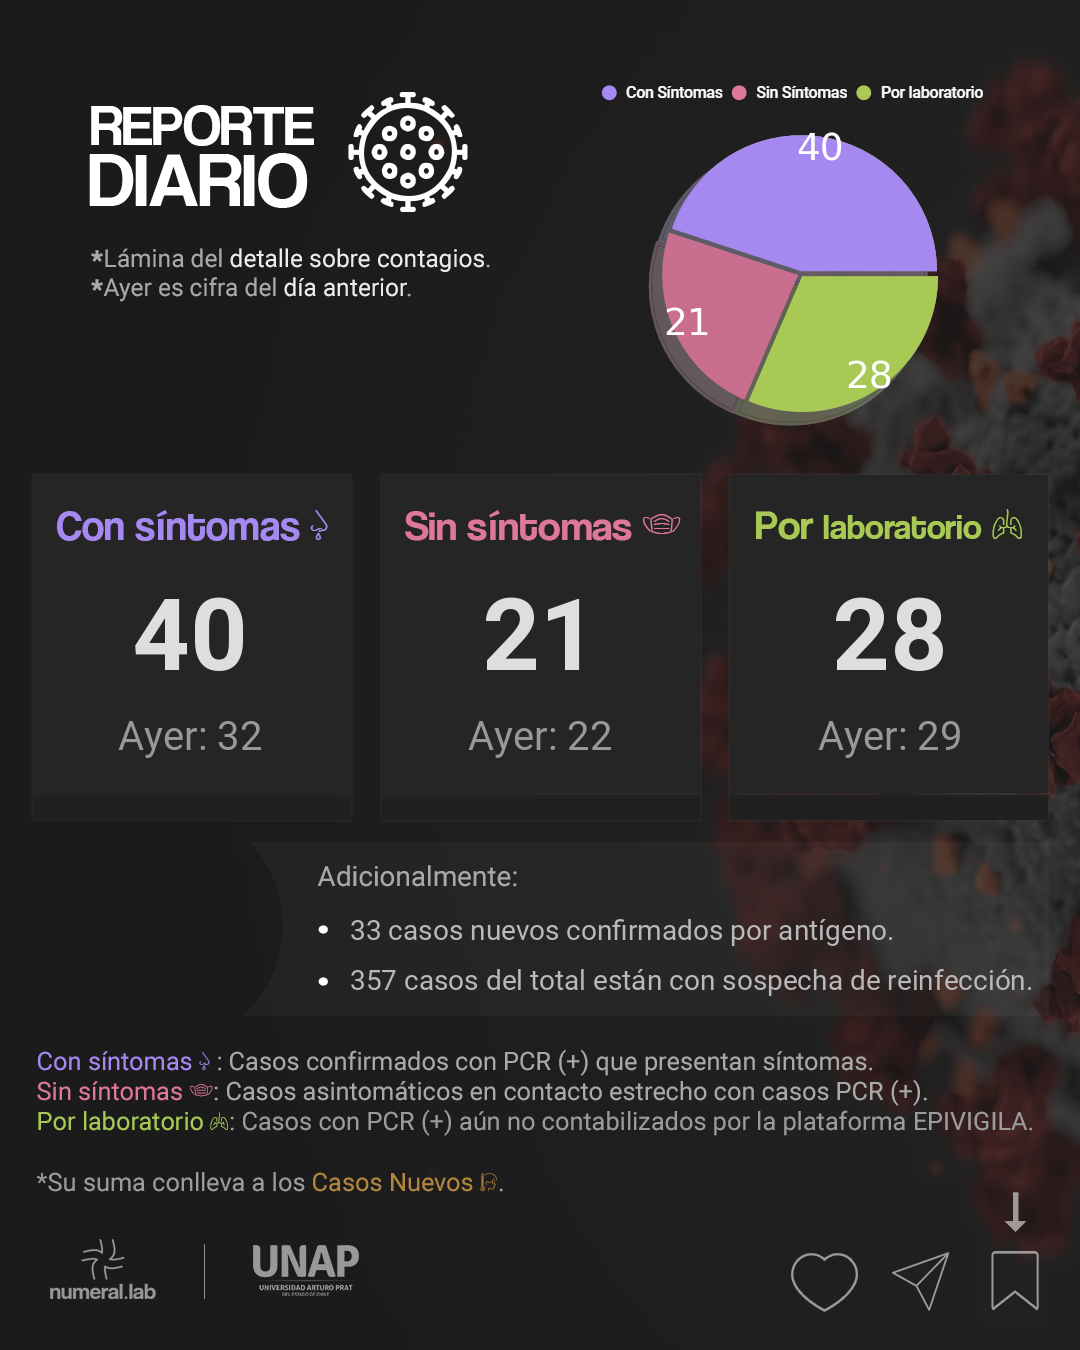 REPORTE
DIARIO
*Lámina del detalle sobre contagios.
*Ayer es cifra del día anterior.
Con Síntomas Sin Síntomas Por laboratorio
40
21
28
Con síntomas
40
Ayer: 32
Sin síntomas
21
Ayer: 22
Por laboratorio
28
Ayer: 29
Adicionalmente:
• 33 casos nuevos confirmados por antígeno.
• 357 casos del total están con sospecha de reinfección.
Con síntomas : Casos confirmados con PCR (+) que presentan síntomas.
Sin síntomas : Casos asintomáticos en contacto estrecho con casos PCR (+).
Por laboratorio : Casos con PCR (+) aún no contabilizados por la plataforma EPIVIGILA.
*Su suma conlleva a los Casos Nuevos .
numeral.lab
UNAP
UNIVERSIDAD ARTURO PRAT
DEL ESTADO DE CHILE